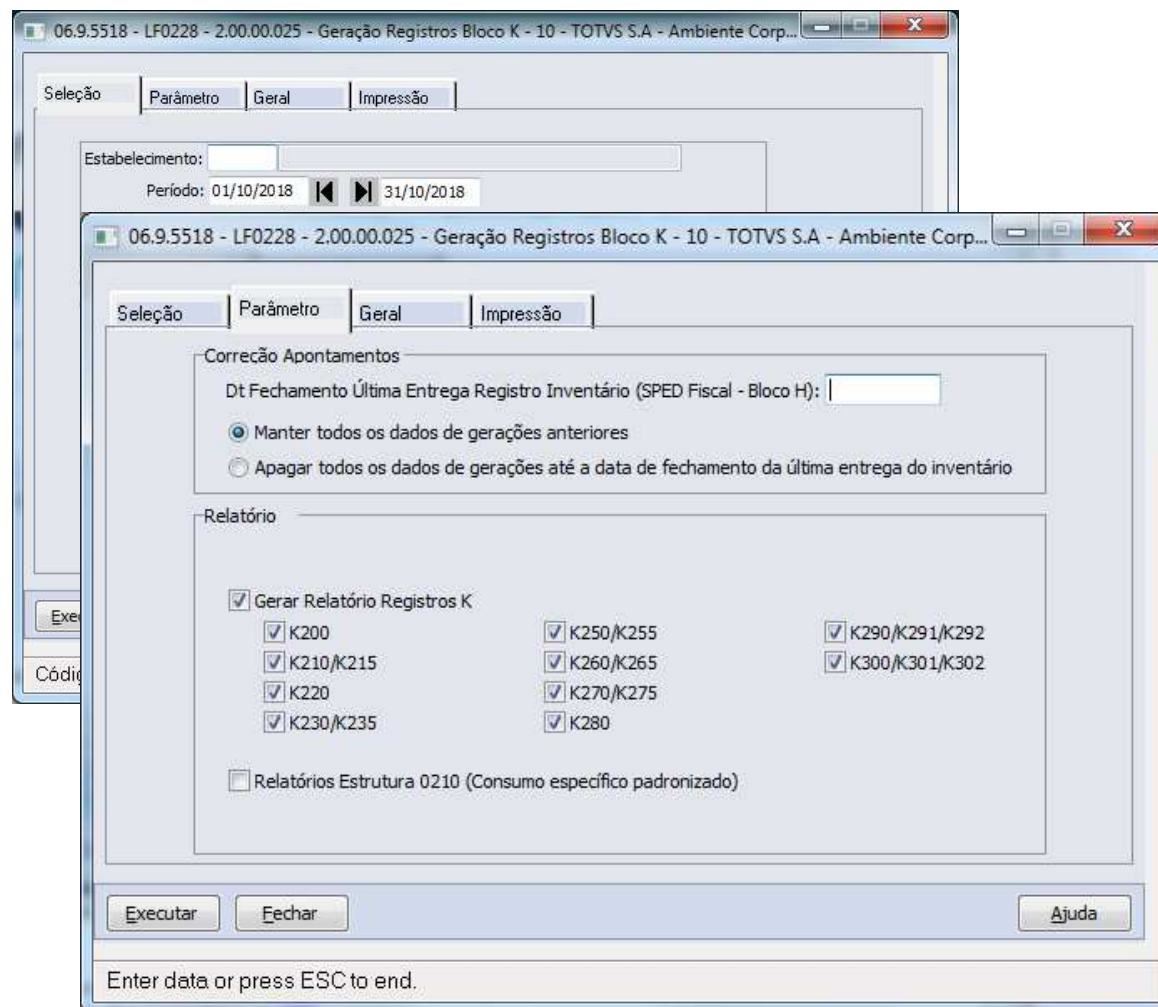 06.9.5518 - LF0228 - 2.00.00.025 - Geração Registros Bloco K - 10 - TOTVS S.A - Ambiente Corp...
Seleção Parâmetro Geral Impressão
Estabelecimento:
Período: 01/10/2018 31/10/2018
06.9.5518 - LF0228 - 2.00.00.025 - Geração Registros Bloco K - 10 - TOTVS S.A - Ambiente Corp...
Seleção Parâmetro Geral Impressão
Correção Apontamentos
Dt Fechamento Última Entrega Registro Inventário (SPED Fiscal - Bloco H):
Manter todos os dados de gerações anteriores
Apagar todos os dados de gerações até a data de fechamento da última entrega do inventário
Relatório
Gerar Relatório Registros K
K200 K250/K255 K290/K291/K292
K210/K215 K260/K265 K300/K301/K302
K220 K270/K275
K230/K235 K280
Relatórios Estrutura 0210 (Consumo específico padronizado)
Executar Fechar Ajuda
Enter data or press ESC to end.